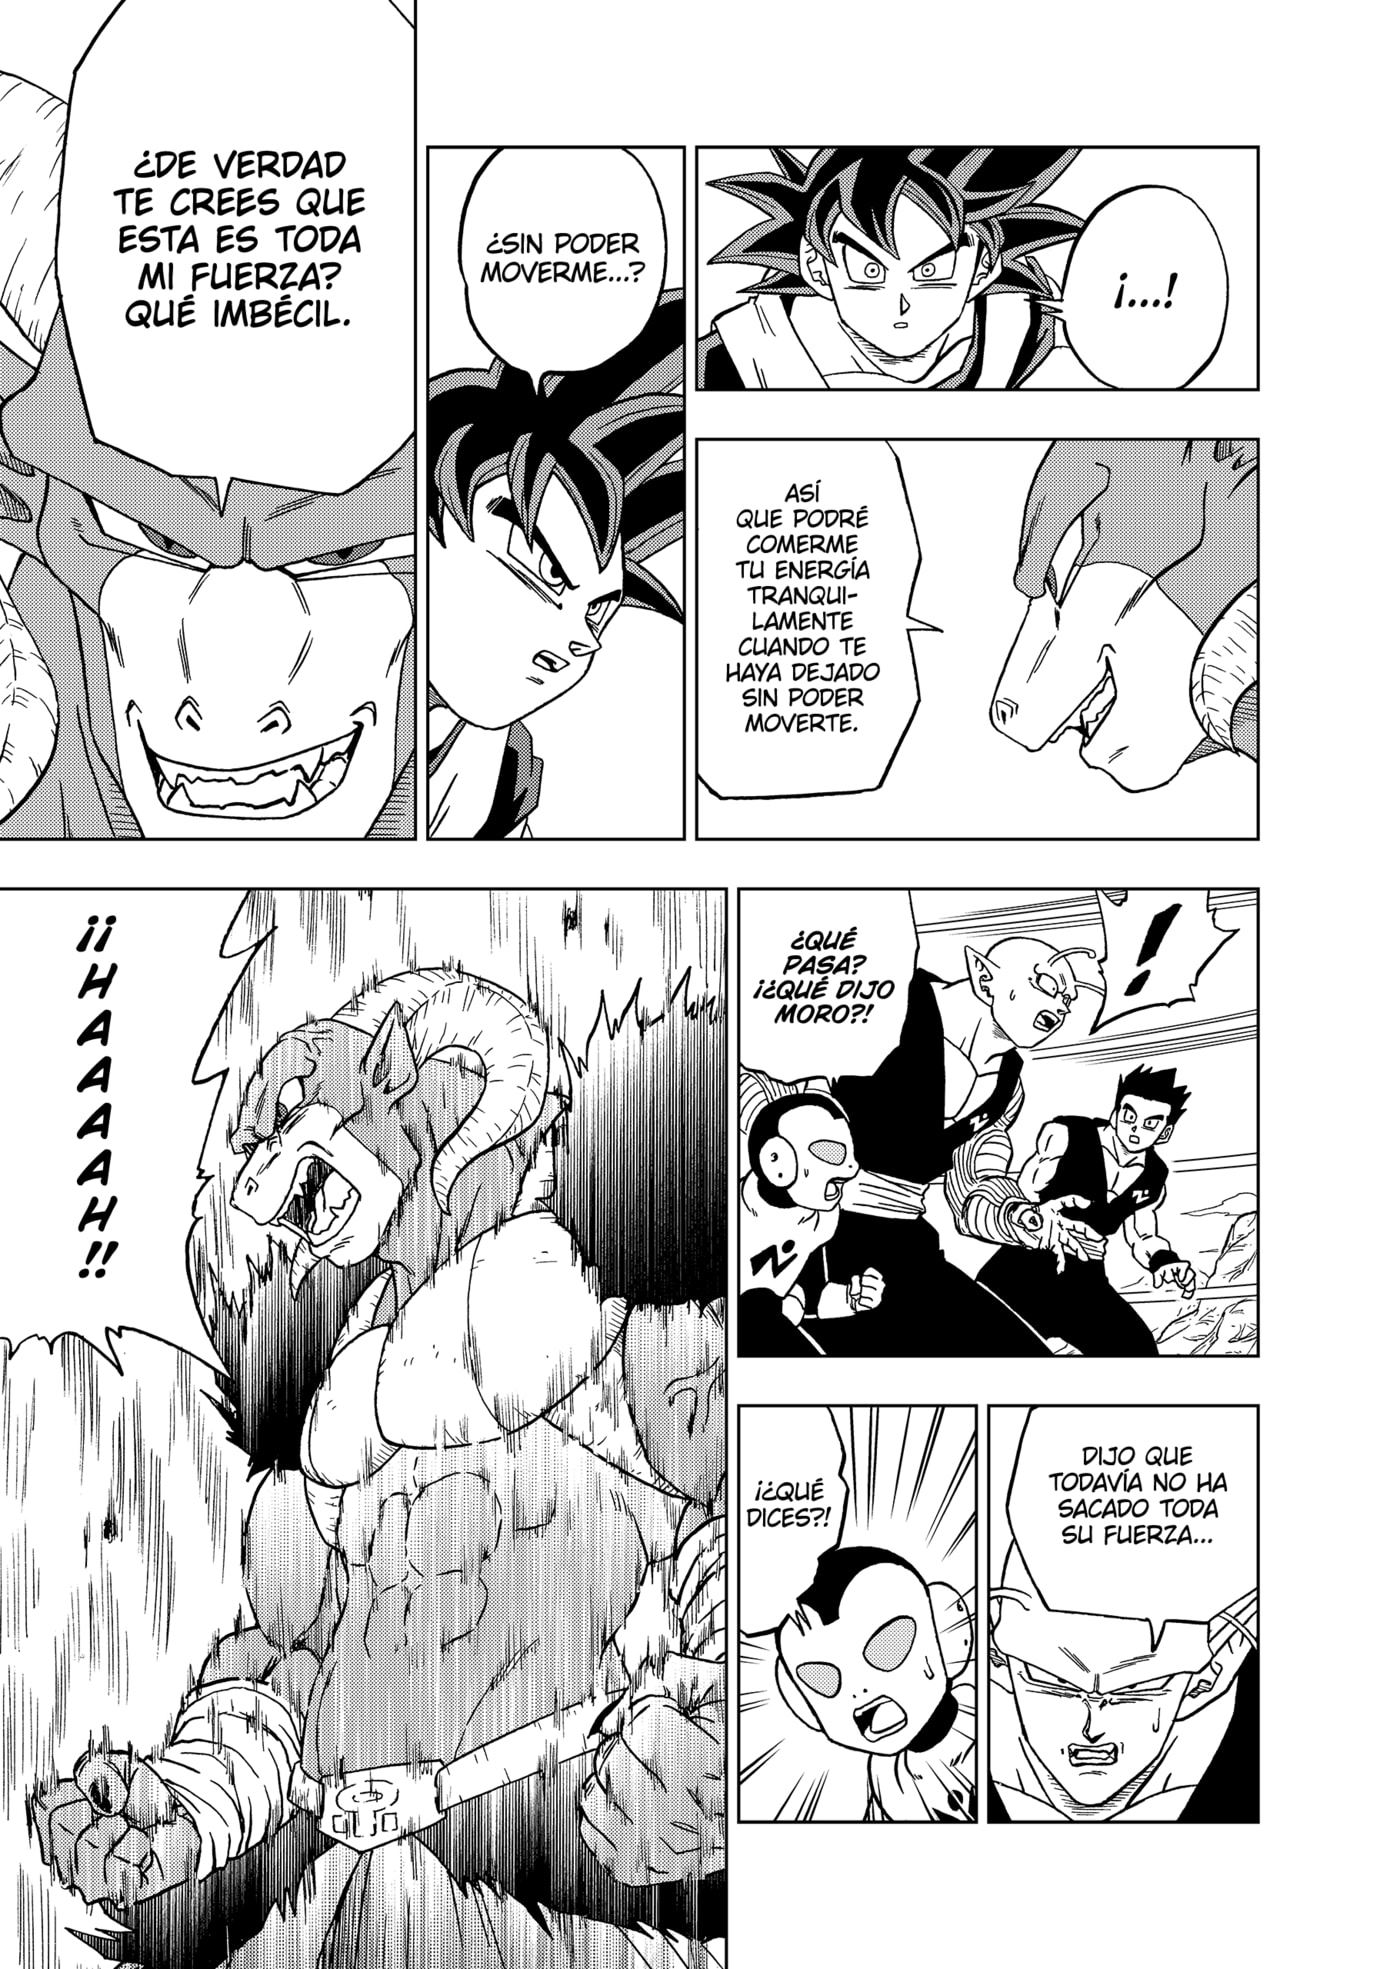 ¡...!
ASÍ
QUE PODRÉ
COMERME
TU ENERGÍA
TRANQUI-
LAMENTE
CUANDO TE
HAYA DEJADO
SIN PODER
MOVERTE.
¿SIN PODER
MOVERME...?
¿DE VERDAD
TE CREES QUE
ESTA ES TODA
MI FUERZA?
QUÉ IMBÉCIL.
!
¿QUÉ
PASA?
¡¿QUÉ DIJO
MORO?!
DIJO QUE
TODAVÍA NO HA
SACADO TODA
SU FUERZA...
¡¿QUÉ
DICES?!
¡¡HAAAAH!!